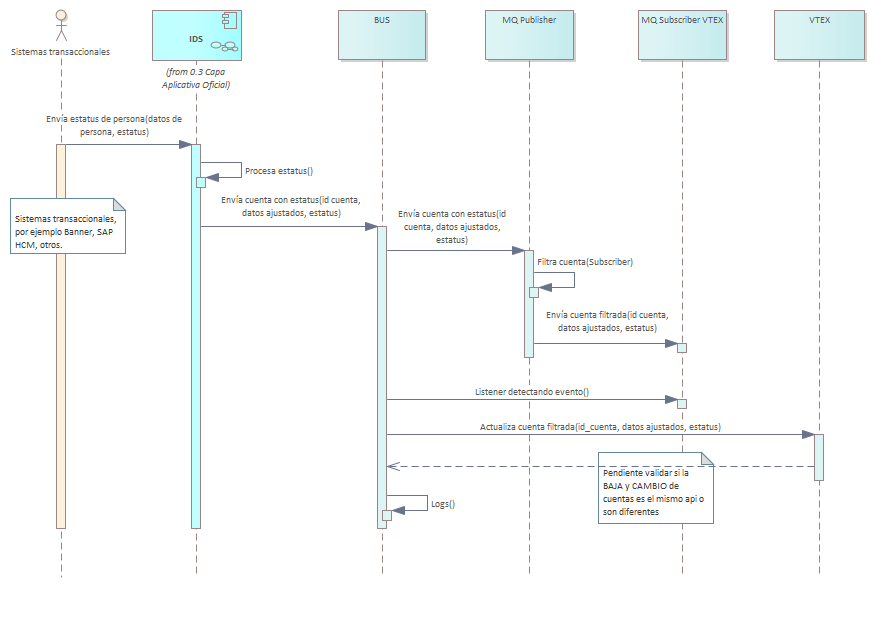 Sistemas transaccionales
IDS
(from 0.3 Capa
Aplicativa Oficial)
BUS
MQ Publisher
MQ Subscriber VTEX
VTEX
Envía estatus de persona(datos de
persona, estatus)
Procesa estatus()
Envía cuenta con estatus(id cuenta,
datos ajustados, estatus)
Sistemas transaccionales,
por ejemplo Banner, SAP
HCM, otros.
Envía cuenta con estatus(id
cuenta, datos ajustados,
estatus)
Filtra cuenta(Subscriber)
Envía cuenta filtrada(id cuenta,
datos ajustados, estatus)
Listener detectando evento()
Actualiza cuenta filtrada(id_cuenta, datos ajustados, estatus)
Pendiente validar si la
BAJA y CAMBIO de
cuentas es el mismo api o
son diferentes
Logs()